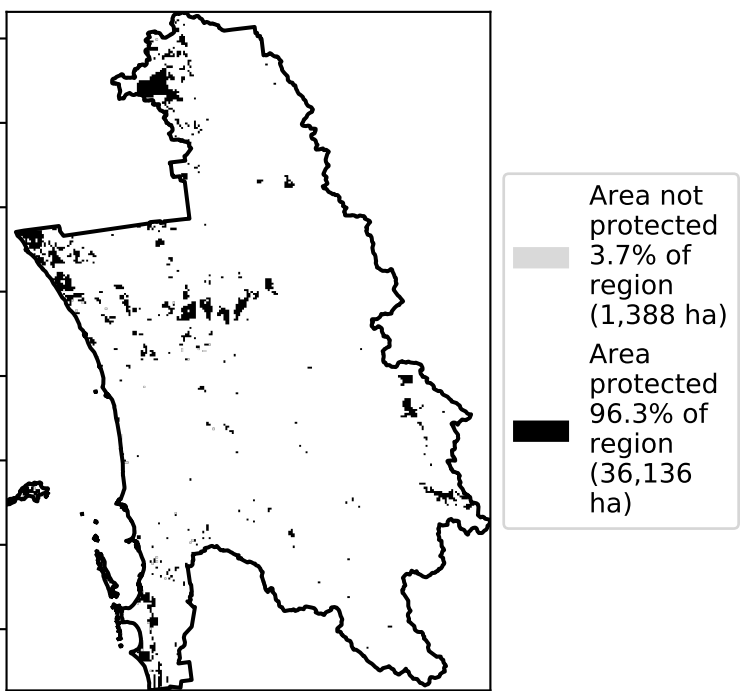 Area not
protected
3.7% of
region
(1,388 ha)
Area
protected
96.3% of
region
(36,136
ha)